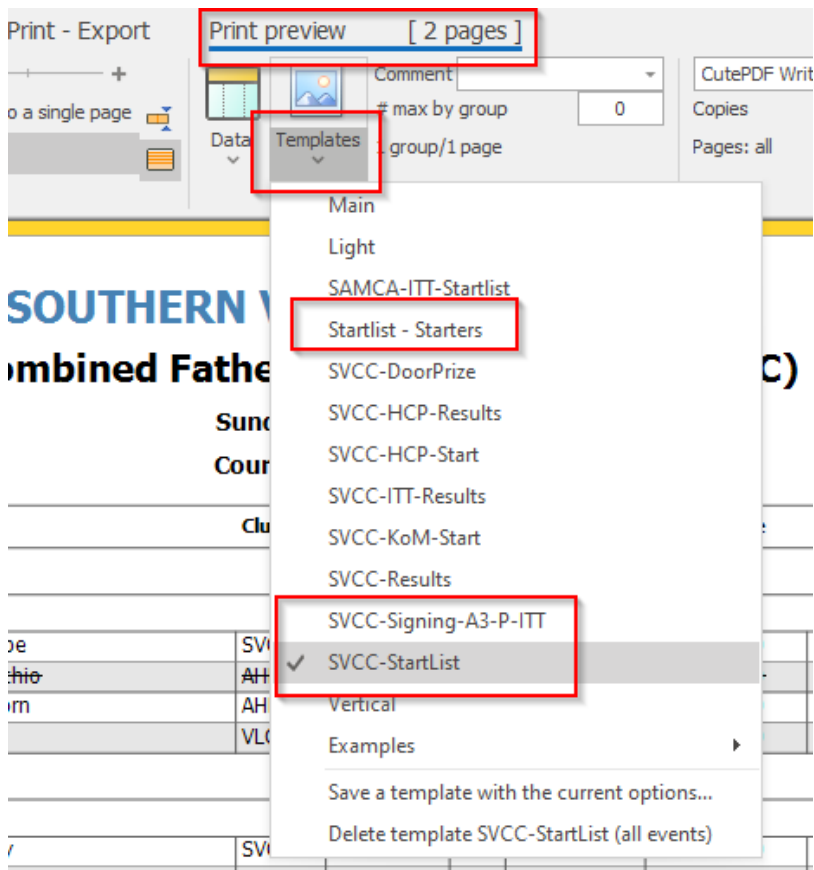 Print - Export
Print preview [ 2 pages ]
+
Comment
CutePDF Writ
o a single page
# max by group 0
Copies
Data
Templates
group/1 page
Pages: all
Main
Light
SAMCA-ITT-Startlist
SOUTHERN
Startlist - Starters
ombined Fathe C)
SVCC-DoorPrize
SVCC-HCP-Results
Sund
SVCC-HCP-Start
Cour
SVCC-ITT-Results
Clu
SVCC-KoM-Start
SVCC-Results
SVCC-Signing-A3-P-ITT
oe SV
SVCC-StartList
thio AH
orn AH
Vertical
VLC
Examples
Save a template with the current options...
Delete template SVCC-StartList (all events)
y SV